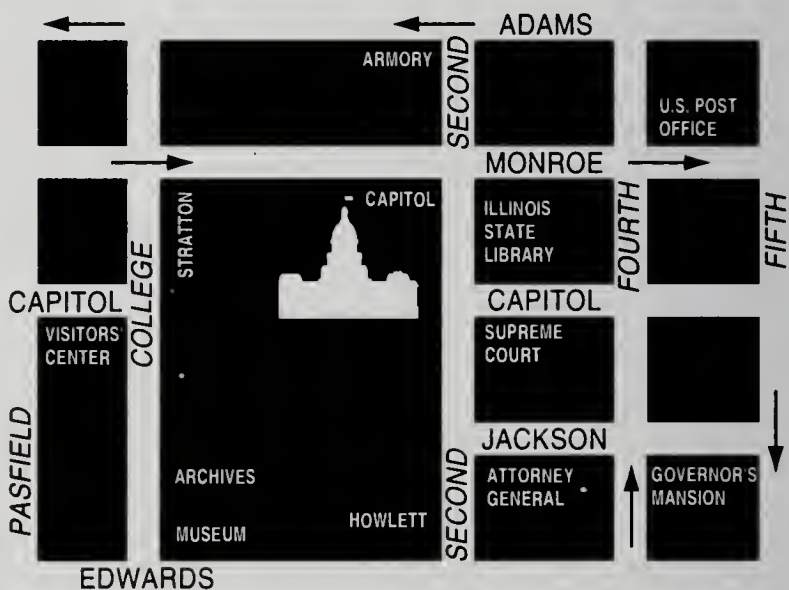 ADAMS
ARMORY
SECOND
U.S. POST
OFFICE
MONROE
STRATTON
CAPITOL
ILLINOIS
STATE
LIBRARY
FOURTH
FIFTH
CAPITOL
COLLEGE
CAPITOL
VISITORS'
CENTER
SUPREME
COURT
PASFIELD
JACKSON
ARCHIVES
SECOND
ATTORNEY
GENERAL
GOVERNOR'S
MANSION
MUSEUM
HOWLETT
EDWARDS